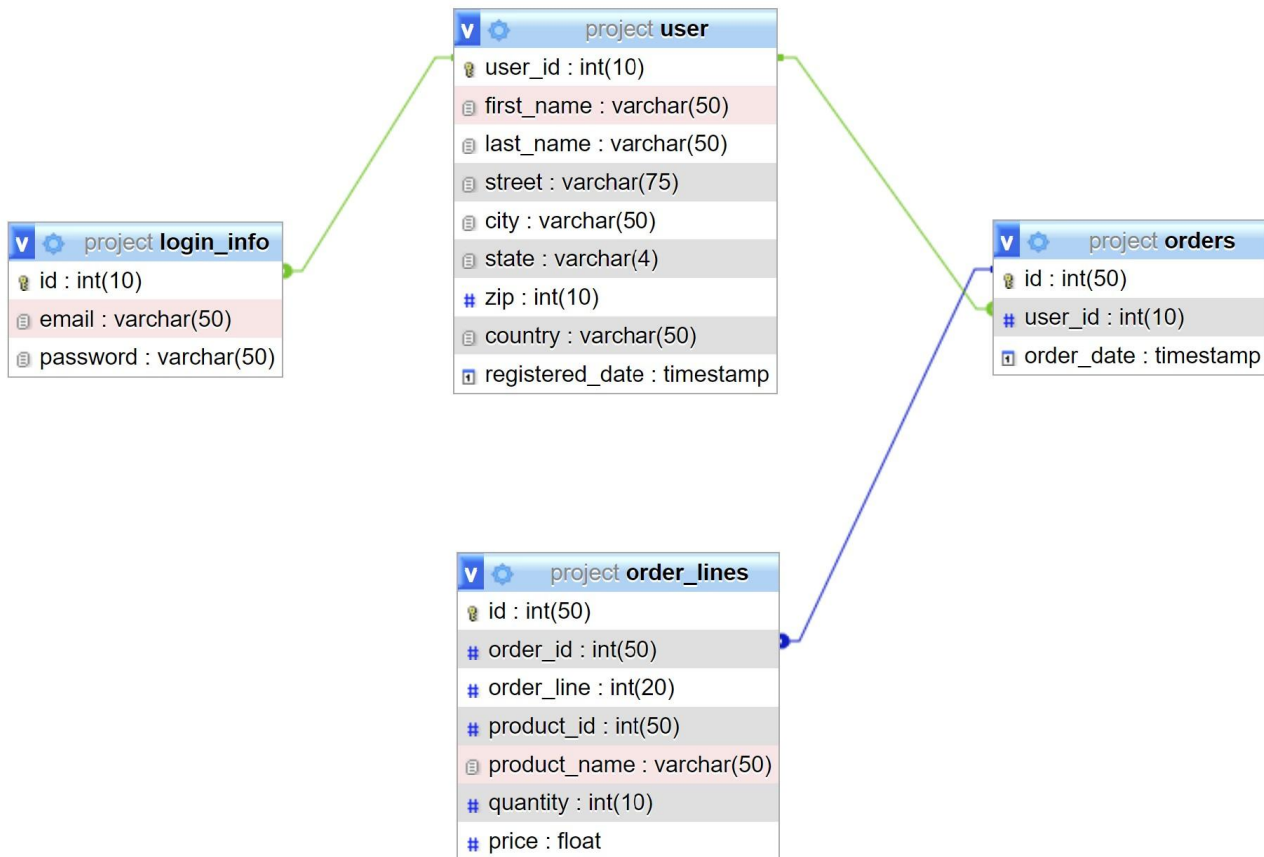 project user
user_id : int(10)
first_name : varchar(50)
last_name : varchar(50)
street : varchar(75)
city : varchar(50)
state : varchar(4)
zip : int(10)
country : varchar(50)
registered_date : timestamp
project login_info
id : int(10)
email : varchar(50)
password : varchar(50)
project orders
id : int(50)
user_id : int(10)
order_date : timestamp
project order_lines
id : int(50)
order_id : int(50)
order_line : int(20)
product_id : int(50)
product_name : varchar(50)
quantity : int(10)
price : float